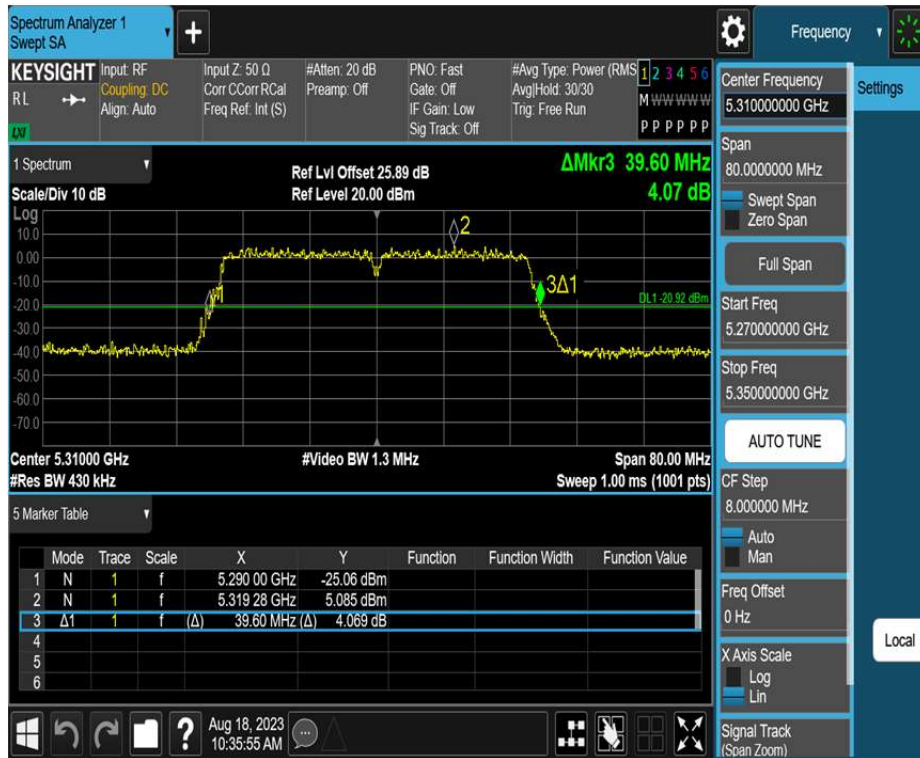 Spectrum Analyzer 1
Swept SA
+
Frequency
KEYSIGHT
R L
LXI
Input: RF
Coupling: DC
Align: Auto
Input Z: 50 Ω
Corr CCorr RCal
Freq Ref: Int (S)
#Atten: 20 dB
Preamp: Off
PNO: Fast
Gate: Off
IF Gain: Low
Sig Track: Off
#Avg Type: Power (RMS
Avg|Hold: 30/30
Trig: Free Run
1 2 3 4 5 6
M W W W W W
P P P P P P
Center Frequency
5.310000000 GHz
Settings
1 Spectrum
Scale/Div 10 dB
Ref Lvl Offset 25.89 dB
Ref Level 20.00 dBm
ΔMkr3 39.60 MHz
4.07 dB
Log
10.0
0.00
-10.0
-20.0
-30.0
-40.0
-50.0
-60.0
-70.0
2
3Δ1
DL1 -20.92 dBm
Center 5.31000 GHz
#Video BW 1.3 MHz
Span 80.00 MHz
#Res BW 430 kHz
Sweep 1.00 ms (1001 pts)
Span
80.0000000 MHz
Swept Span
Zero Span
Full Span
Start Freq
5.270000000 GHz
Stop Freq
5.350000000 GHz
AUTO TUNE
CF Step
8.000000 MHz
Auto
Man
Freq Offset
0 Hz
X Axis Scale
Log
Lin
Signal Track
(Span Zoom)
Local
5 Marker Table
Mode Trace Scale X Y Function Function Width Function Value
1 N 1 f 5.290 00 GHz -25.06 dBm
2 N 1 f 5.319 28 GHz 5.085 dBm
3 Δ1 1 f (Δ) 39.60 MHz (Δ) 4.069 dB
4
5
6
?
Aug 18, 2023
10:35:55 AM